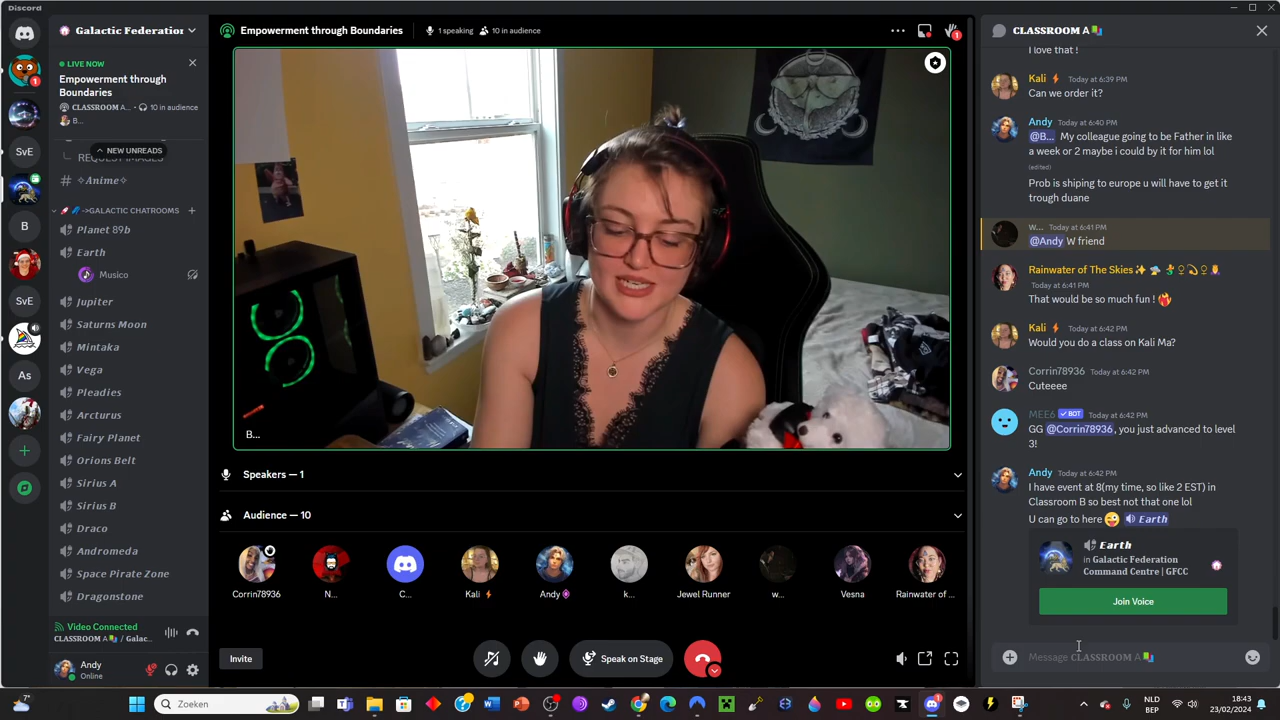 Discord
Galactic Federation
LIVE NOW
Empowerment through
Boundaries
CLASSROOM A... · 10 in audience
B...
NEW UNREADS
REQUEST IMAGES
✧Anime✧
->GALACTIC CHATROOMS
Planet 89b
Earth
Musico
Jupiter
Saturns Moon
Mintaka
Vega
Pleadies
Arcturus
Fairy Planet
Orions Belt
Sirius A
Sirius B
Draco
Andromeda
Space Pirate Zone
Dragonstone
Video Connected
CLASSROOM A / Galac...
Andy
Online
1
SvE
B
SvE
As
Empowerment through Boundaries
1 speaking 10 in audience
1
B...
Speakers — 1
Audience — 10
Corrin78936
N...
C...
Kali
Andy
k...
Jewel Runner
w...
Vesna
Rainwater of ...
Invite
Speak on Stage
CLASSROOM A
I love that !
Kali Today at 6:39 PM
Can we order it?
Andy Today at 6:40 PM
@B... My colleague going to be Father in like
a week or 2 maybe i could by it for him lol
(edited)
Prob is shiping to europe u will have to get it
trough duane
W... Today at 6:41 PM
@Andy W friend
Rainwater of The Skies
Today at 6:41 PM
That would be so much fun !
Kali Today at 6:42 PM
Would you do a class on Kali Ma?
Corrin78936 Today at 6:42 PM
Cuteeee
MEE6 ✓ BOT Today at 6:42 PM
GG @Corrin78936, you just advanced to level
3!
Andy Today at 6:42 PM
I have event at 8(my time, so like 2 EST) in
Classroom B so best not that one lol
U can go to here 😜 Earth
Earth
in Galactic Federation
Command Centre | GFCC
Join Voice
Message CLASSROOM A
Zoeken
NLD
BEP
18:43
23/02/2024